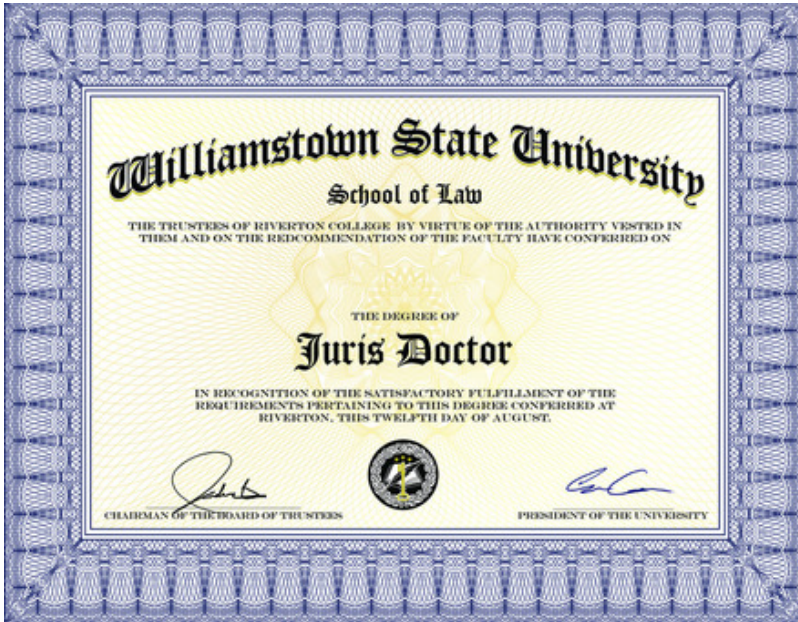 Williamstown State University
School of Law
THE TRUSTEES OF RIVERTON COLLEGE BY VIRTUE OF THE AUTHORITY VESTED IN
THEM AND ON THE REDCOMMENDATION OF THE FACULTY HAVE CONFERRED ON
THE DEGREE OF
Juris Doctor
IN RECOGNITION OF THE SATISFACTORY FULFILLMENT OF THE
REQUIREMENTS PERTAINING TO THIS DEGREE CONFERRED AT
RIVERTON, THIS TWELFTH DAY OF AUGUST.
CHAIRMAN OF THE BOARD OF TRUSTEES
PRESIDENT OF THE UNIVERSITY